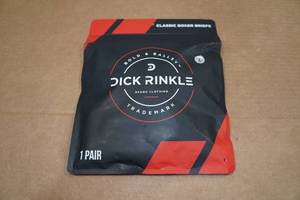 CLASSIC BOXER BRIEFS
BOLD & BALLSY
DICK RINKLE
BRAND CLOTHING
TRADEMARK
1 PAIR